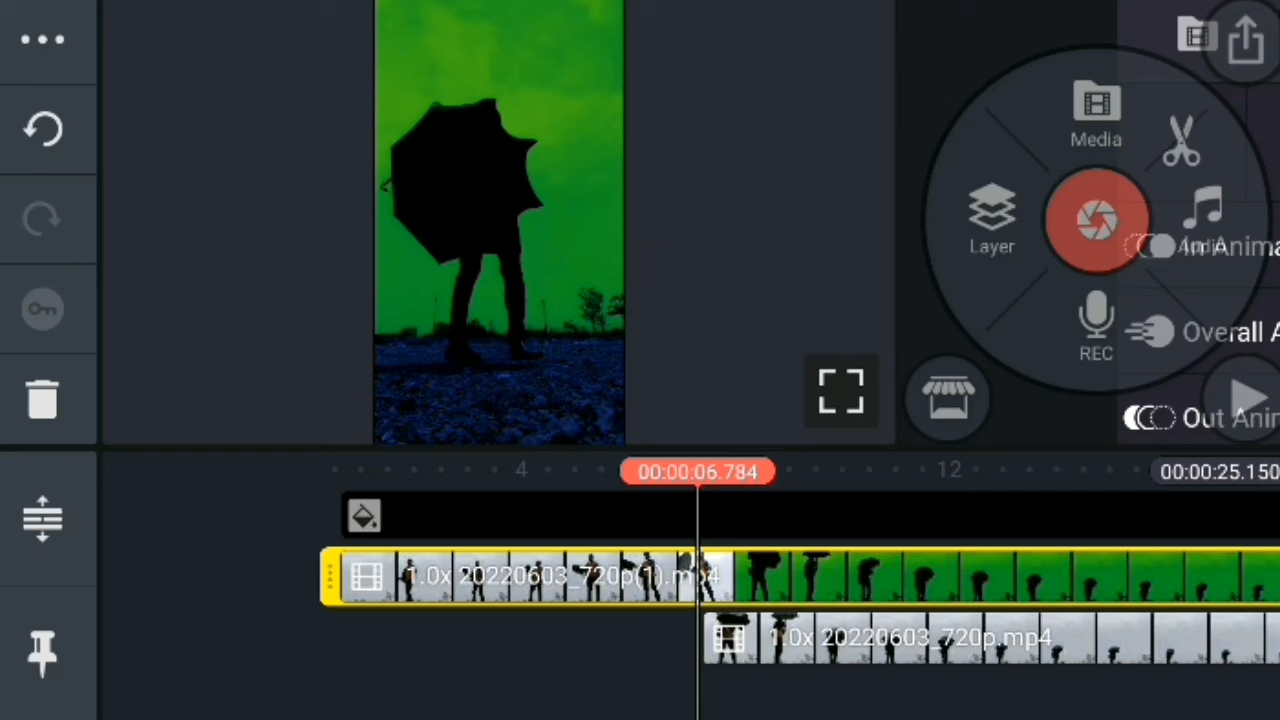 Media
Layer
Audio
In Anima
Overall A
REC
Out Anim
4
00:00:06.784
12
00:00:25.150
1.0x 20220603_720p(1).mp4
1.0x 20220603_720p.mp4